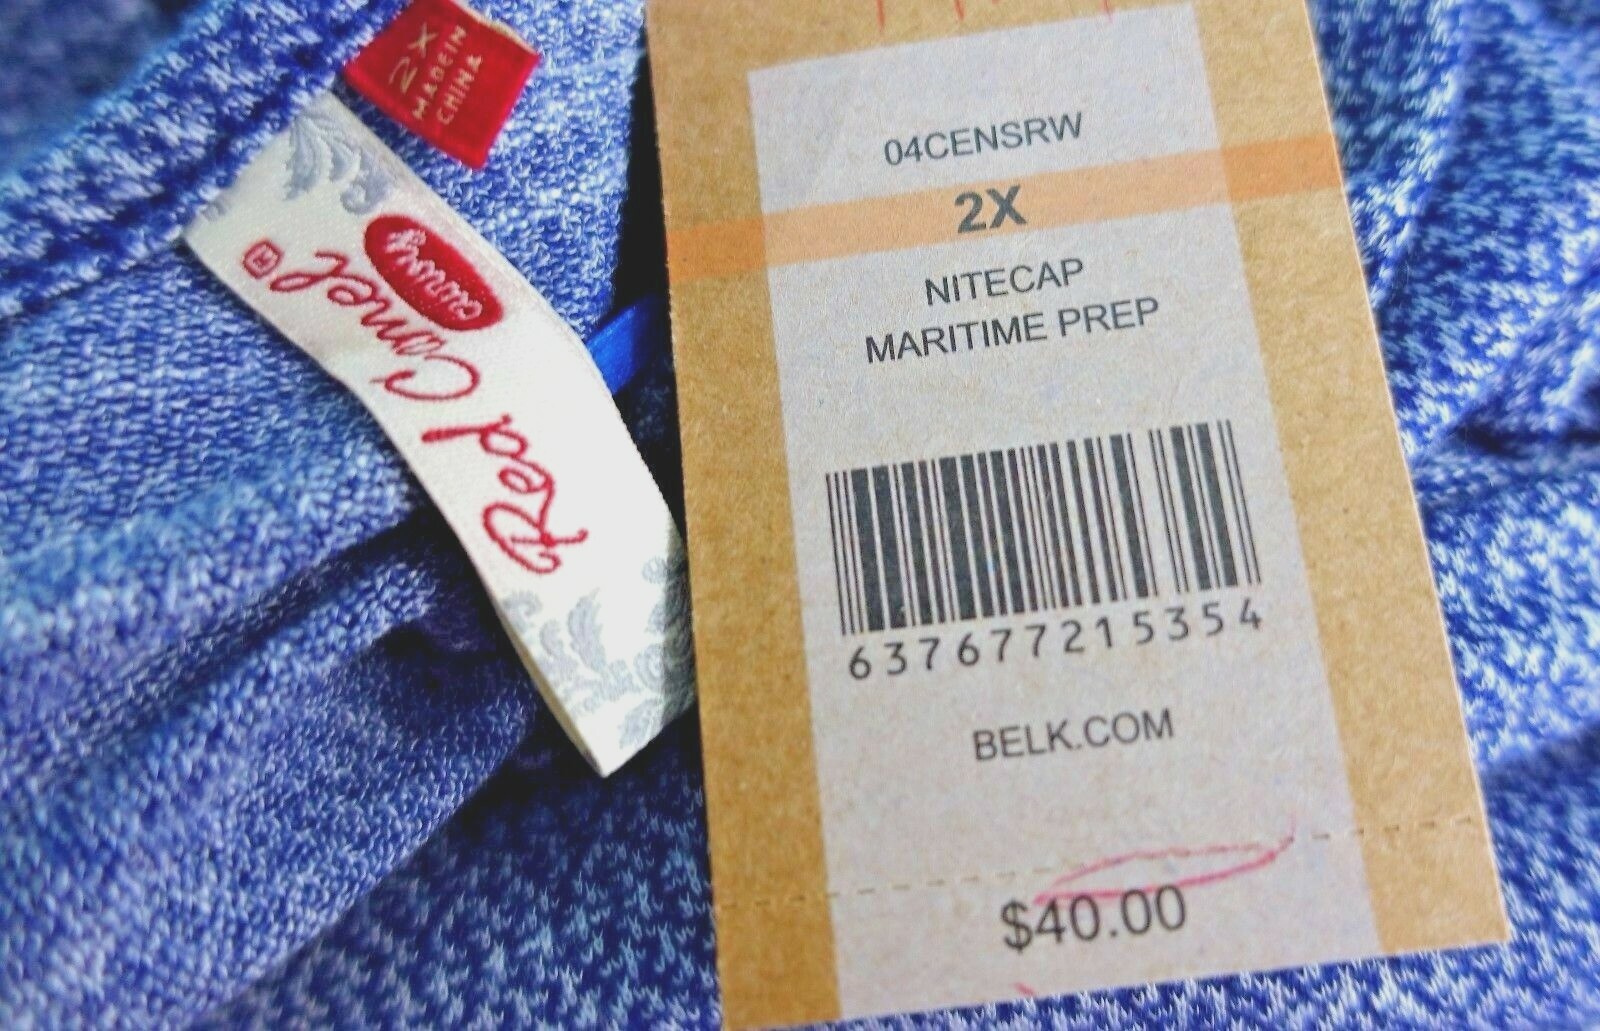 2X
MADE IN
CHINA
Red Camel
curvy
04CENSRW
2X
NITECAP
MARITIME PREP
637677215354
BELK.COM
$40.00